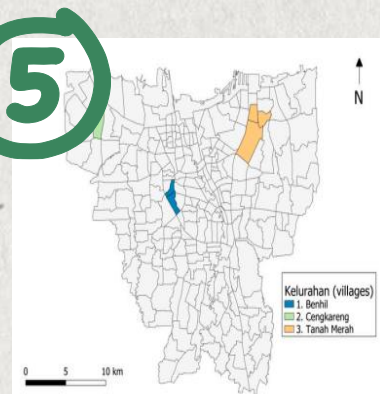 5
N
Kelurahan (villages)
1. Benhil
2. Cengkareng
3. Tanah Merah
0 5 10 km